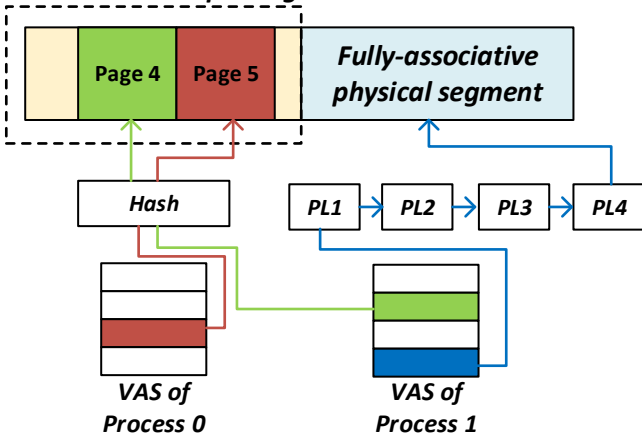 Page 4 Page 5 Fully-associative
physical segment
Hash PL1 PL2 PL3 PL4
VAS of VAS of
Process 0 Process 1